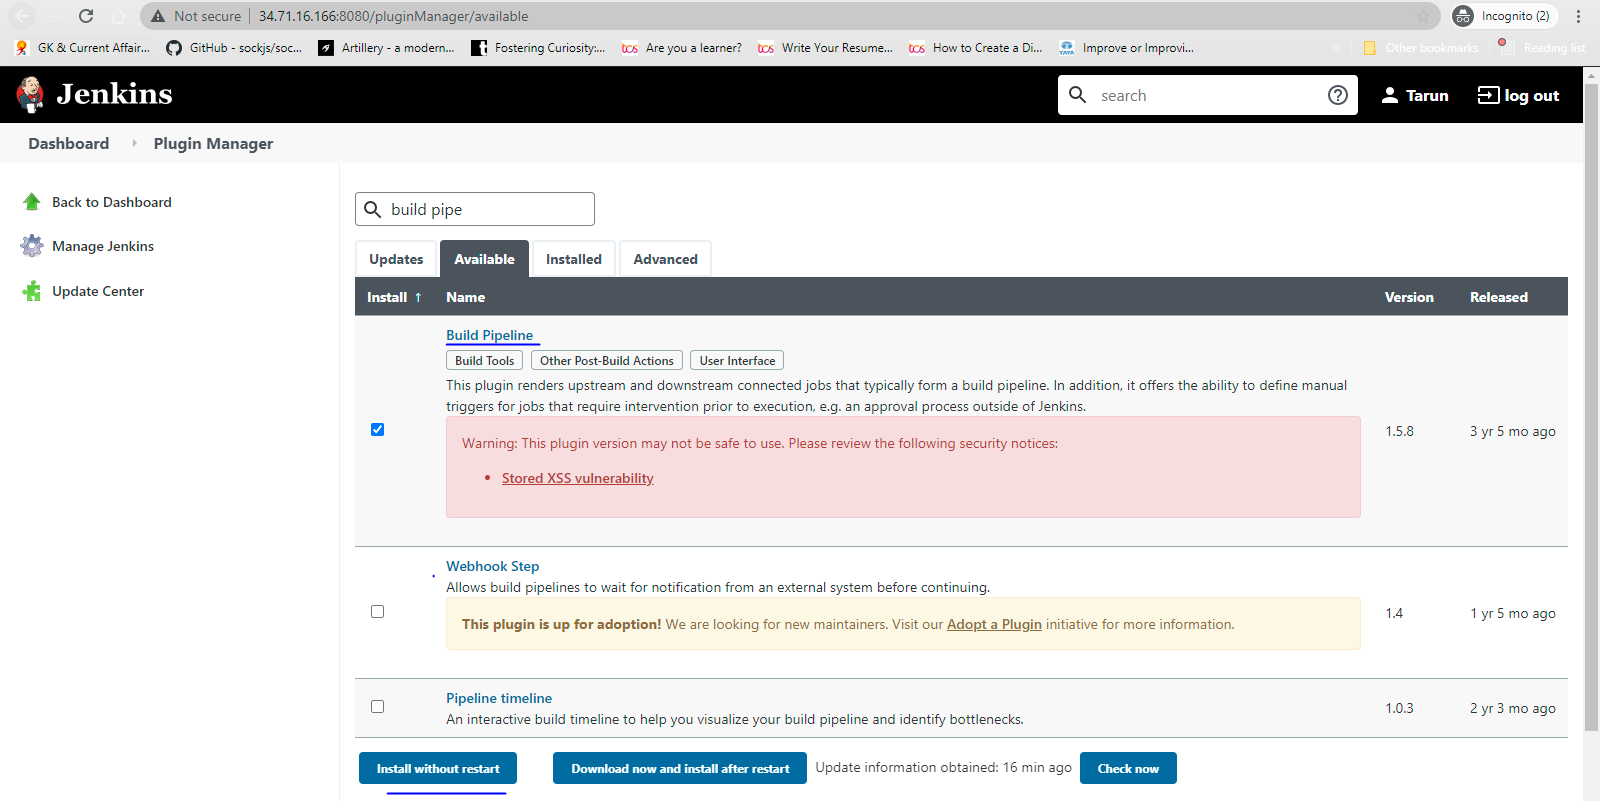 Not secure | 34.71.16.166:8080/pluginManager/available
Incognito (2)
GK & Current Affair...
GitHub - sockjs/soc...
Artillery - a modern...
Fostering Curiosity:...
tcs Are you a learner?
tcs Write Your Resume...
tcs How to Create a Di...
TATA Improve or Improvi...
»
Other bookmarks
Reading list
Jenkins
search
Tarun
log out
Dashboard
Plugin Manager
Back to Dashboard
Manage Jenkins
Update Center
build pipe
Updates
Available
Installed
Advanced
Install ↑
Name
Version
Released
Build Pipeline
Build Tools
Other Post-Build Actions
User Interface
This plugin renders upstream and downstream connected jobs that typically form a build pipeline. In addition, it offers the ability to define manual
triggers for jobs that require intervention prior to execution, e.g. an approval process outside of Jenkins.
Warning: This plugin version may not be safe to use. Please review the following security notices:
• Stored XSS vulnerability
1.5.8
3 yr 5 mo ago
Webhook Step
Allows build pipelines to wait for notification from an external system before continuing.
This plugin is up for adoption! We are looking for new maintainers. Visit our Adopt a Plugin initiative for more information.
1.4
1 yr 5 mo ago
Pipeline timeline
An interactive build timeline to help you visualize your build pipeline and identify bottlenecks.
1.0.3
2 yr 3 mo ago
Install without restart
Download now and install after restart
Update information obtained: 16 min ago
Check now